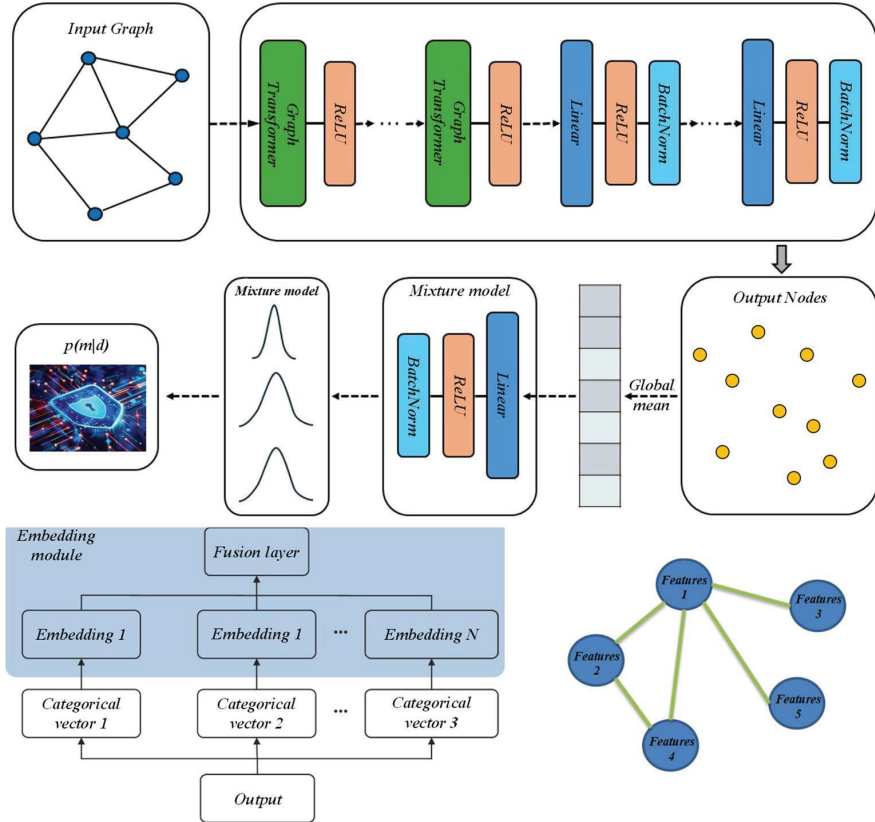 Input Graph
Graph
Transformer
ReLU
Graph
Transformer
ReLU
Linear
ReLU
BatchNorm
Linear
ReLU
BatchNorm
p(m|d)
Mixture model
Mixture model
BatchNorm
ReLU
Linear
Global
mean
Output Nodes
Embedding
module
Fusion layer
Embedding 1
Embedding 1
...
Embedding N
Categorical
vector 1
Categorical
vector 2
...
Categorical
vector 3
Output
Features
1
Features
3
Features
2
Features
5
Features
4